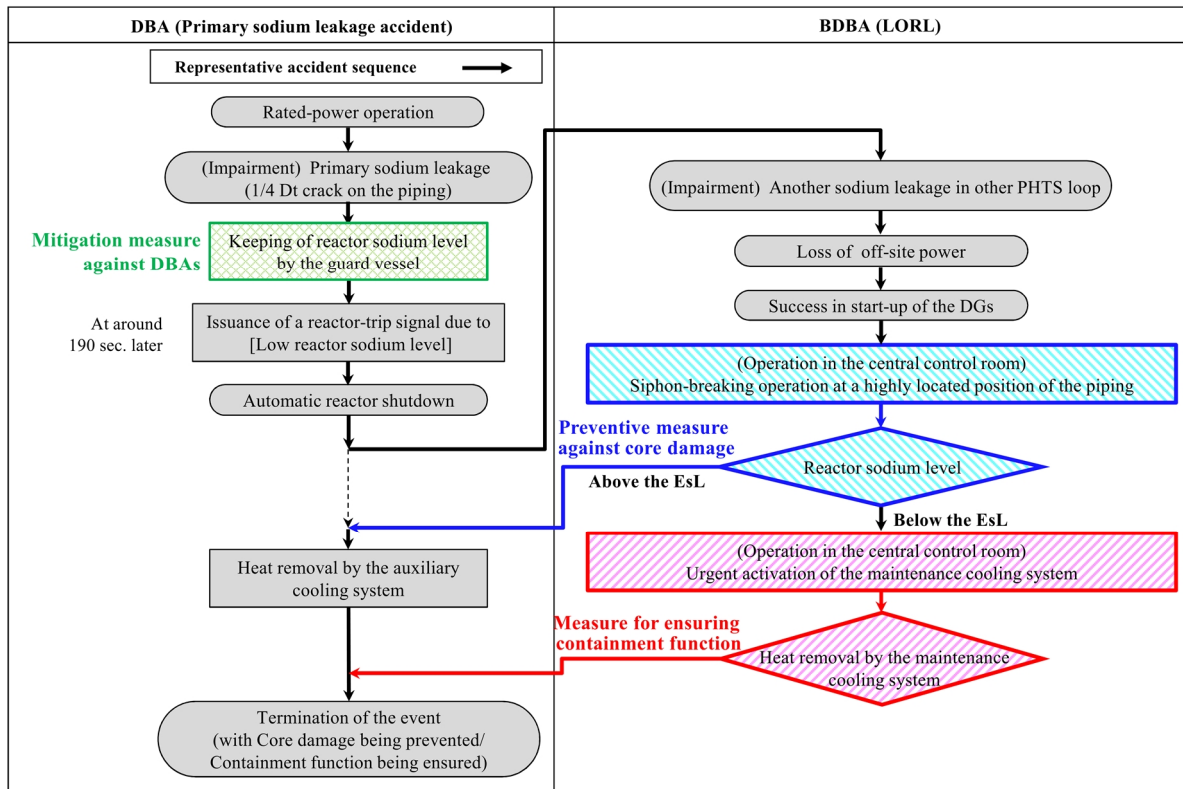 DBA (Primary sodium leakage accident)
BDBA (LORL)
Representative accident sequence
Rated-power operation
(Impairment) Primary sodium leakage
(1/4 Dt crack on the piping)
Mitigation measure
against DBAs
Keeping of reactor sodium level
by the guard vessel
At around
190 sec. later
Issuance of a reactor-trip signal due to
[Low reactor sodium level]
Automatic reactor shutdown
(Impairment) Another sodium leakage in other PHTS loop
Loss of off-site power
Success in start-up of the DGs
(Operation in the central control room)
Siphon-breaking operation at a highly located position of the piping
Preventive measure
against core damage
Reactor sodium level
Above the EsL
Below the EsL
(Operation in the central control room)
Urgent activation of the maintenance cooling system
Heat removal by the auxiliary
cooling system
Measure for ensuring
containment function
Heat removal by the maintenance
cooling system
Termination of the event
(with Core damage being prevented/
Containment function being ensured)